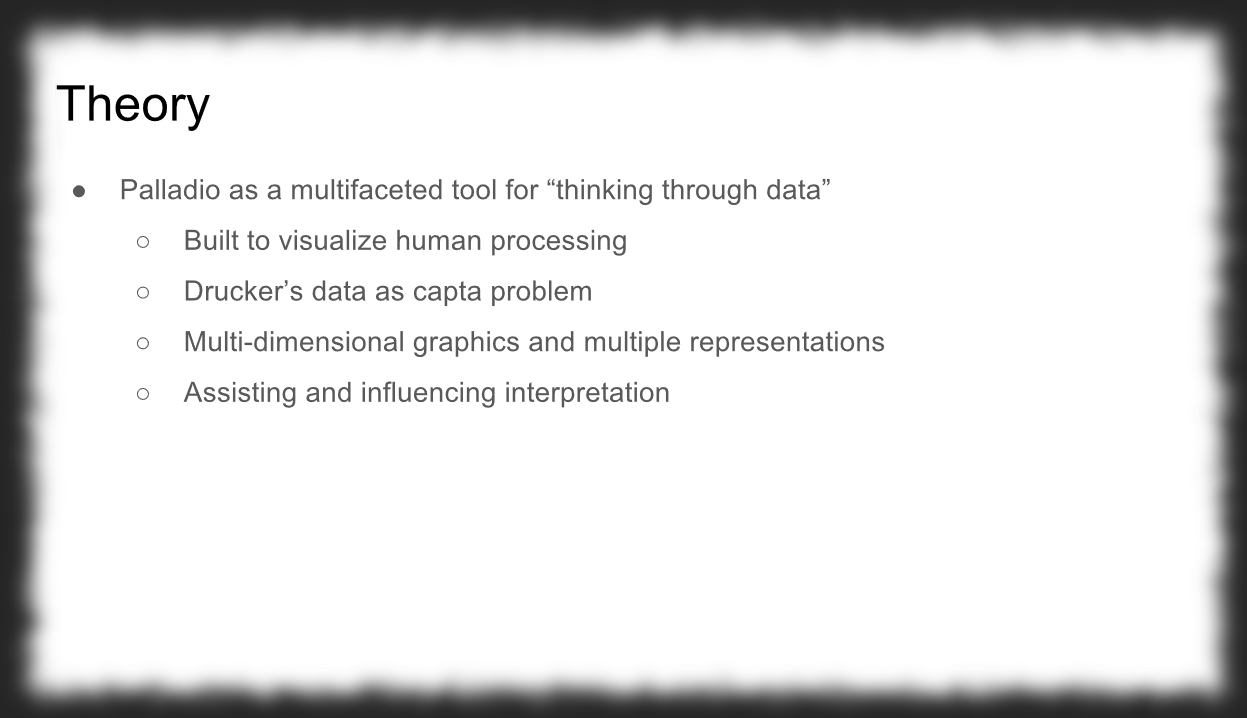 Theory
● Palladio as a multifaceted tool for “thinking through data”
○ Built to visualize human processing
○ Drucker’s data as capta problem
○ Multi-dimensional graphics and multiple representations
○ Assisting and influencing interpretation